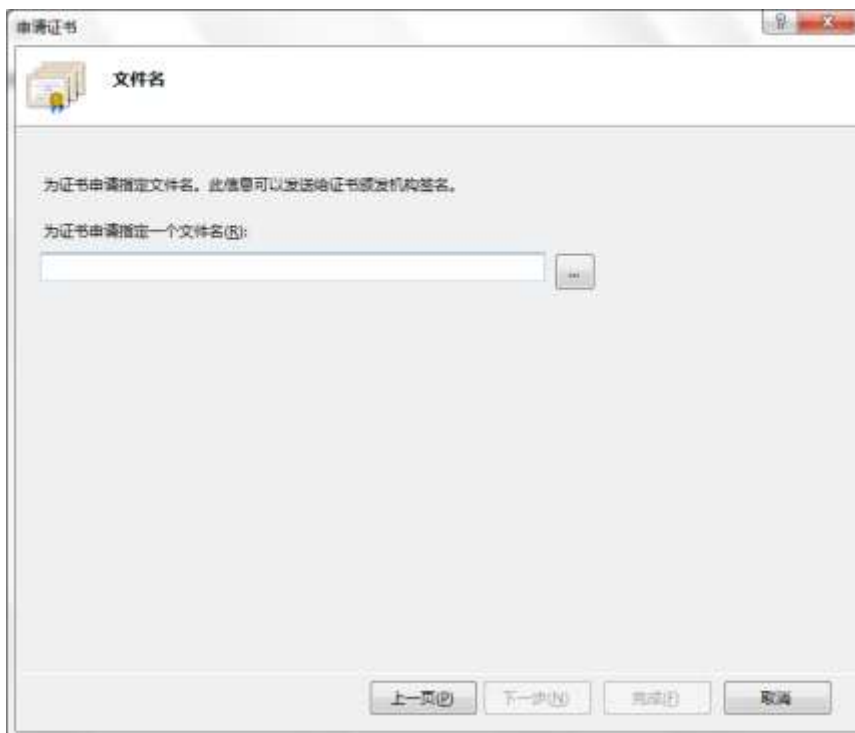 申请证书
文件名
为证书申请指定文件名。此信息可以发送给证书颁发机构签名。
为证书申请指定一个文件名(R):
...
上一页(P) 下一步(N) 完成(F) 取消